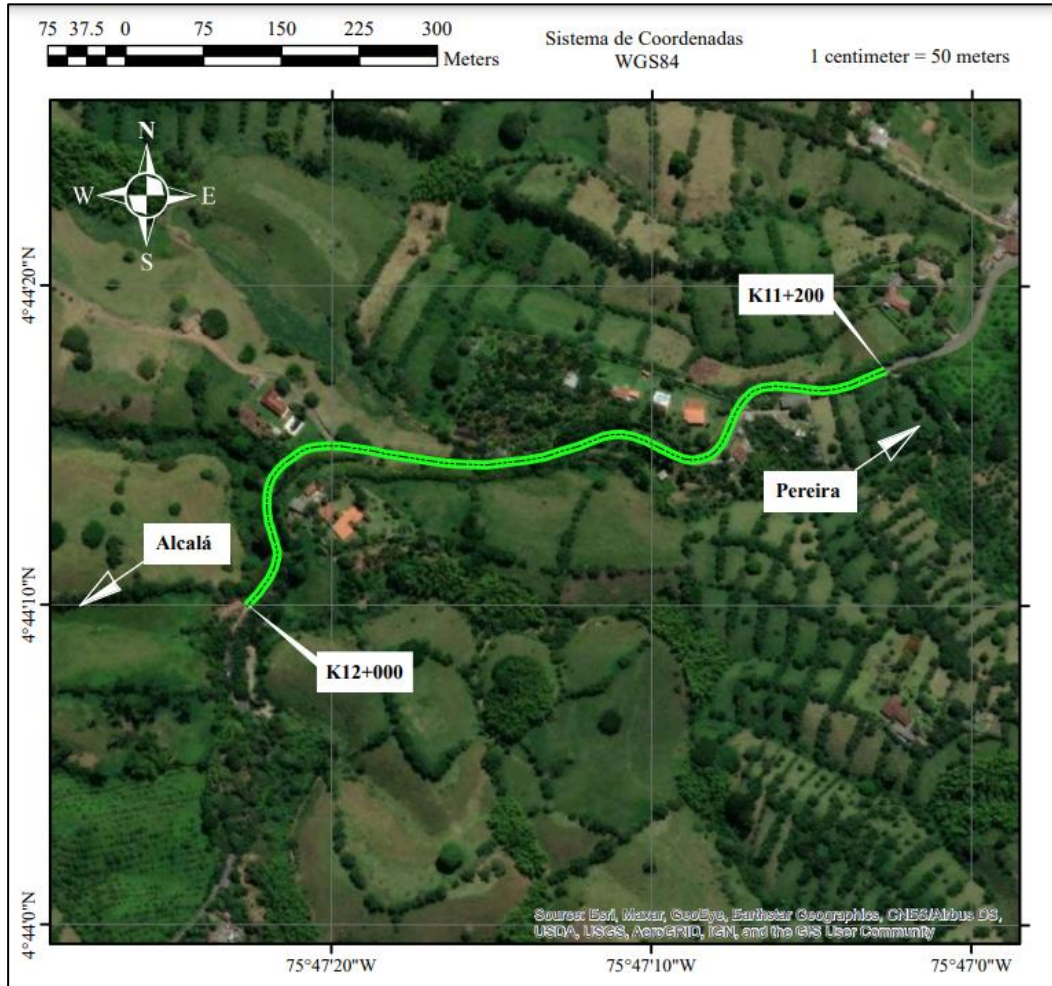 75 37.5 0 75 150 225 300
Meters
Sistema de Coordenadas
WGS84
1 centimeter = 50 meters
N
W E
S
4°44'20"N
K11+200
Pereira
Alcalá
4°44'10"N
K12+000
4°44'0"N
Source: Esri, Maxar, GeoEye, Earthstar Geographics, CNES/Airbus DS,
USDA, USGS, AeroGRID, IGN, and the GIS User Community
75°47'20"W 75°47'10"W 75°47'0"W